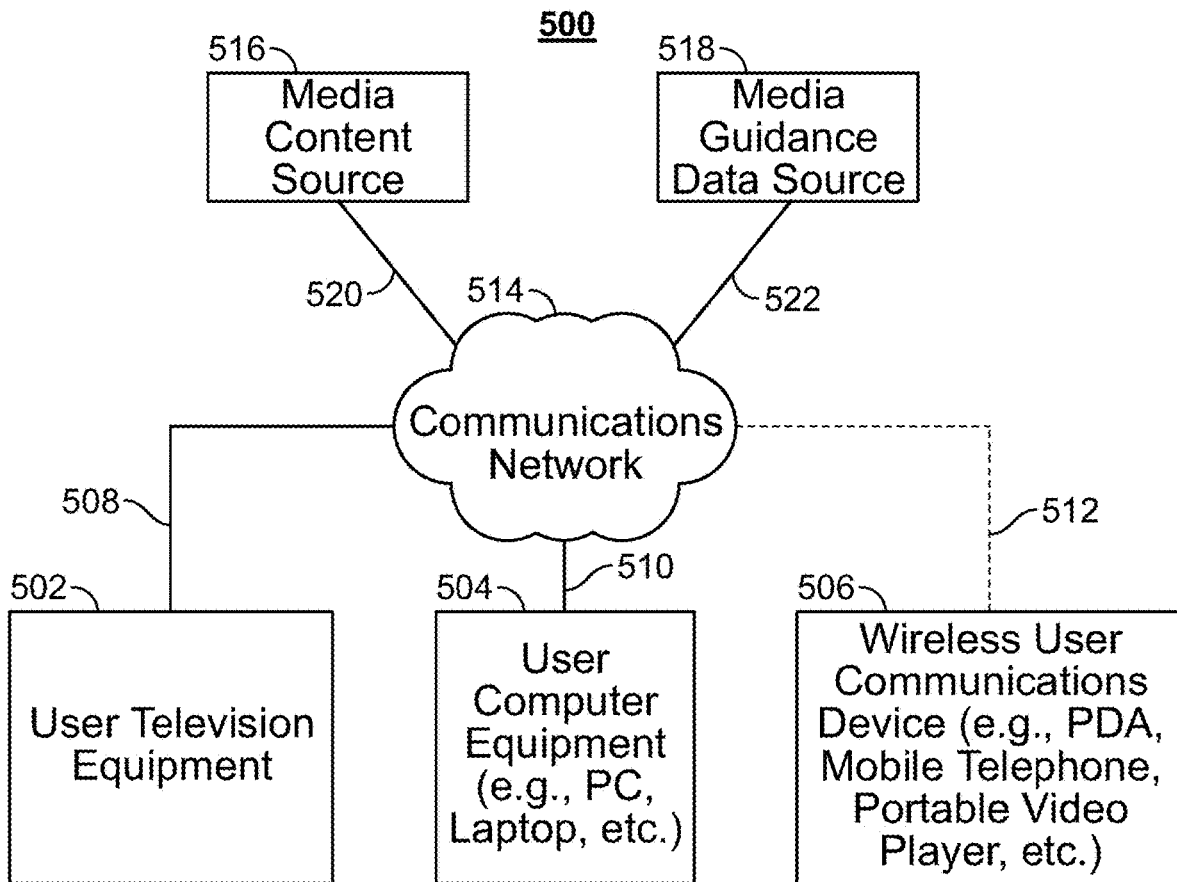 500
516
Media
Content
Source
518
Media
Guidance
Data Source
520
514
522
Communications
Network
508
510
512
502
User Television
Equipment
504
User
Computer
Equipment
(e.g., PC,
Laptop, etc.)
506
Wireless User
Communications
Device (e.g., PDA,
Mobile Telephone,
Portable Video
Player, etc.)